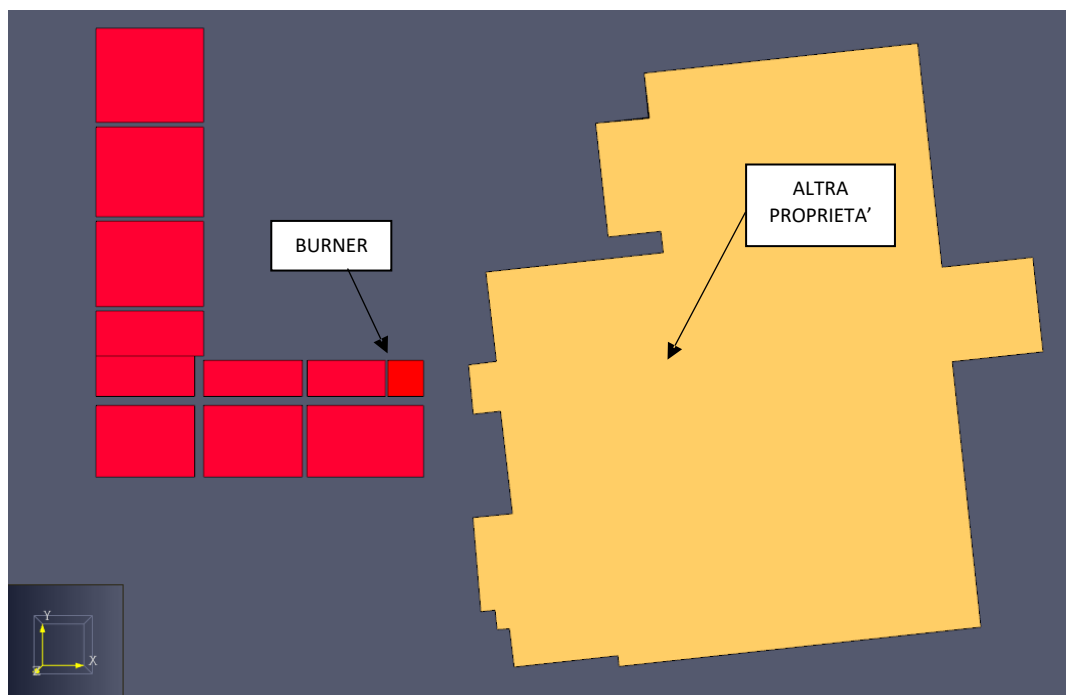 ALTRA
PROPRIETA’
BURNER
Y
X
Z